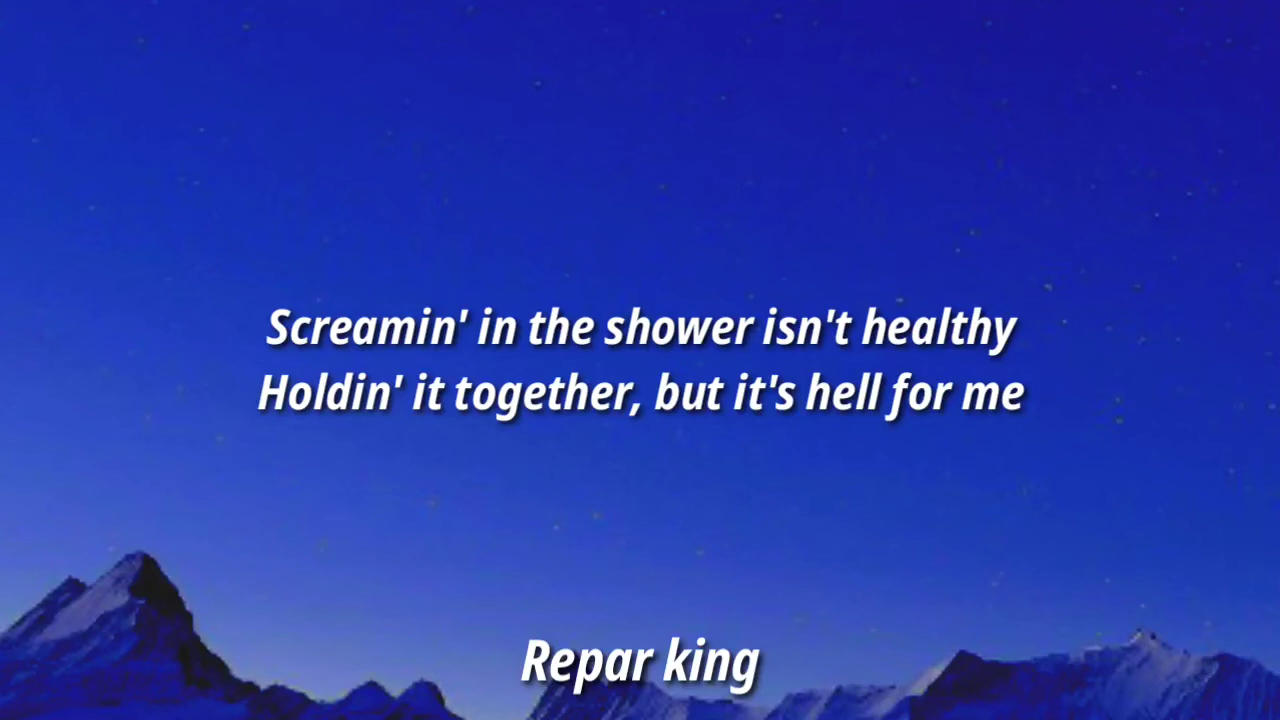 Screamin' in the shower isn't healthy
Holdin' it together, but it's hell for me
Repar king